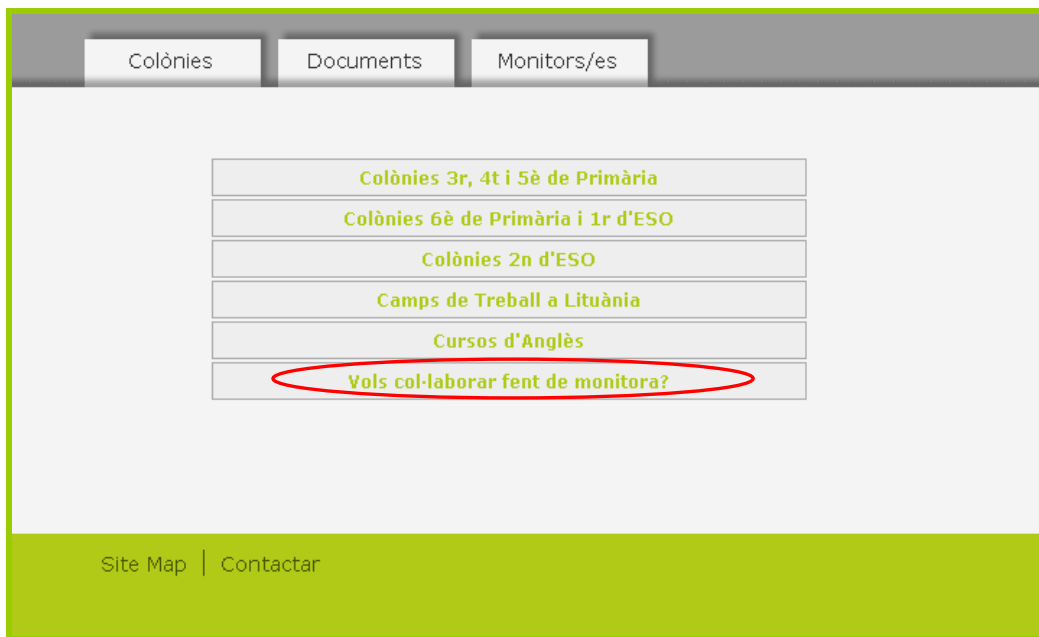 Colònies Documents Monitors/es
Colònies 3r, 4t i 5è de Primària
Colònies 6è de Primària i 1r d'ESO
Colònies 2n d'ESO
Camps de Treball a Lituània
Cursos d'Anglès
Vols col·laborar fent de monitora?
Site Map | Contactar